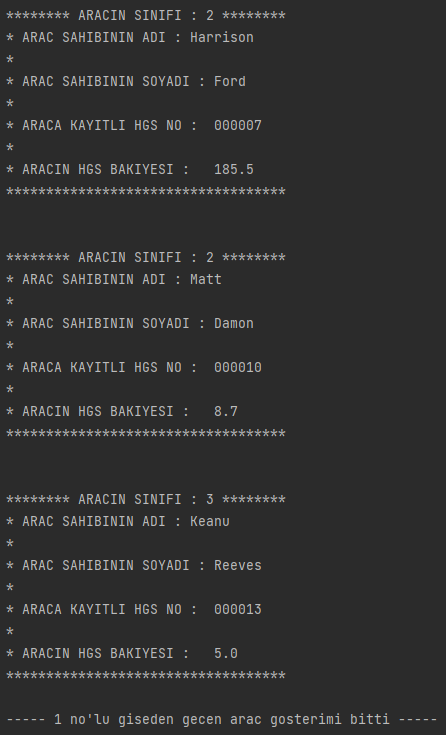 ******** ARACIN SINIFI : 2 ********
* ARAC SAHIBININ ADI : Harrison
*
* ARAC SAHIBININ SOYADI : Ford
*
* ARACA KAYITLI HGS NO :  000007
*
* ARACIN HGS BAKIYESI :   185.5
***********************************
******** ARACIN SINIFI : 2 ********
* ARAC SAHIBININ ADI : Matt
*
* ARAC SAHIBININ SOYADI : Damon
*
* ARACA KAYITLI HGS NO :  000010
*
* ARACIN HGS BAKIYESI :   8.7
***********************************
******** ARACIN SINIFI : 3 ********
* ARAC SAHIBININ ADI : Keanu
*
* ARAC SAHIBININ SOYADI : Reeves
*
* ARACA KAYITLI HGS NO :  000013
*
* ARACIN HGS BAKIYESI :   5.0
***********************************
----- 1 no'lu giseden gecen arac gosterimi bitti -----